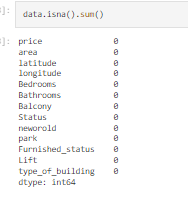 data.isna().sum()
price 0
area 0
latitude 0
longitude 0
Bedrooms 0
Bathrooms 0
Balcony 0
Status 0
neworold 0
park 0
Furnished_status 0
Lift 0
type_of_building 0
dtype: int64